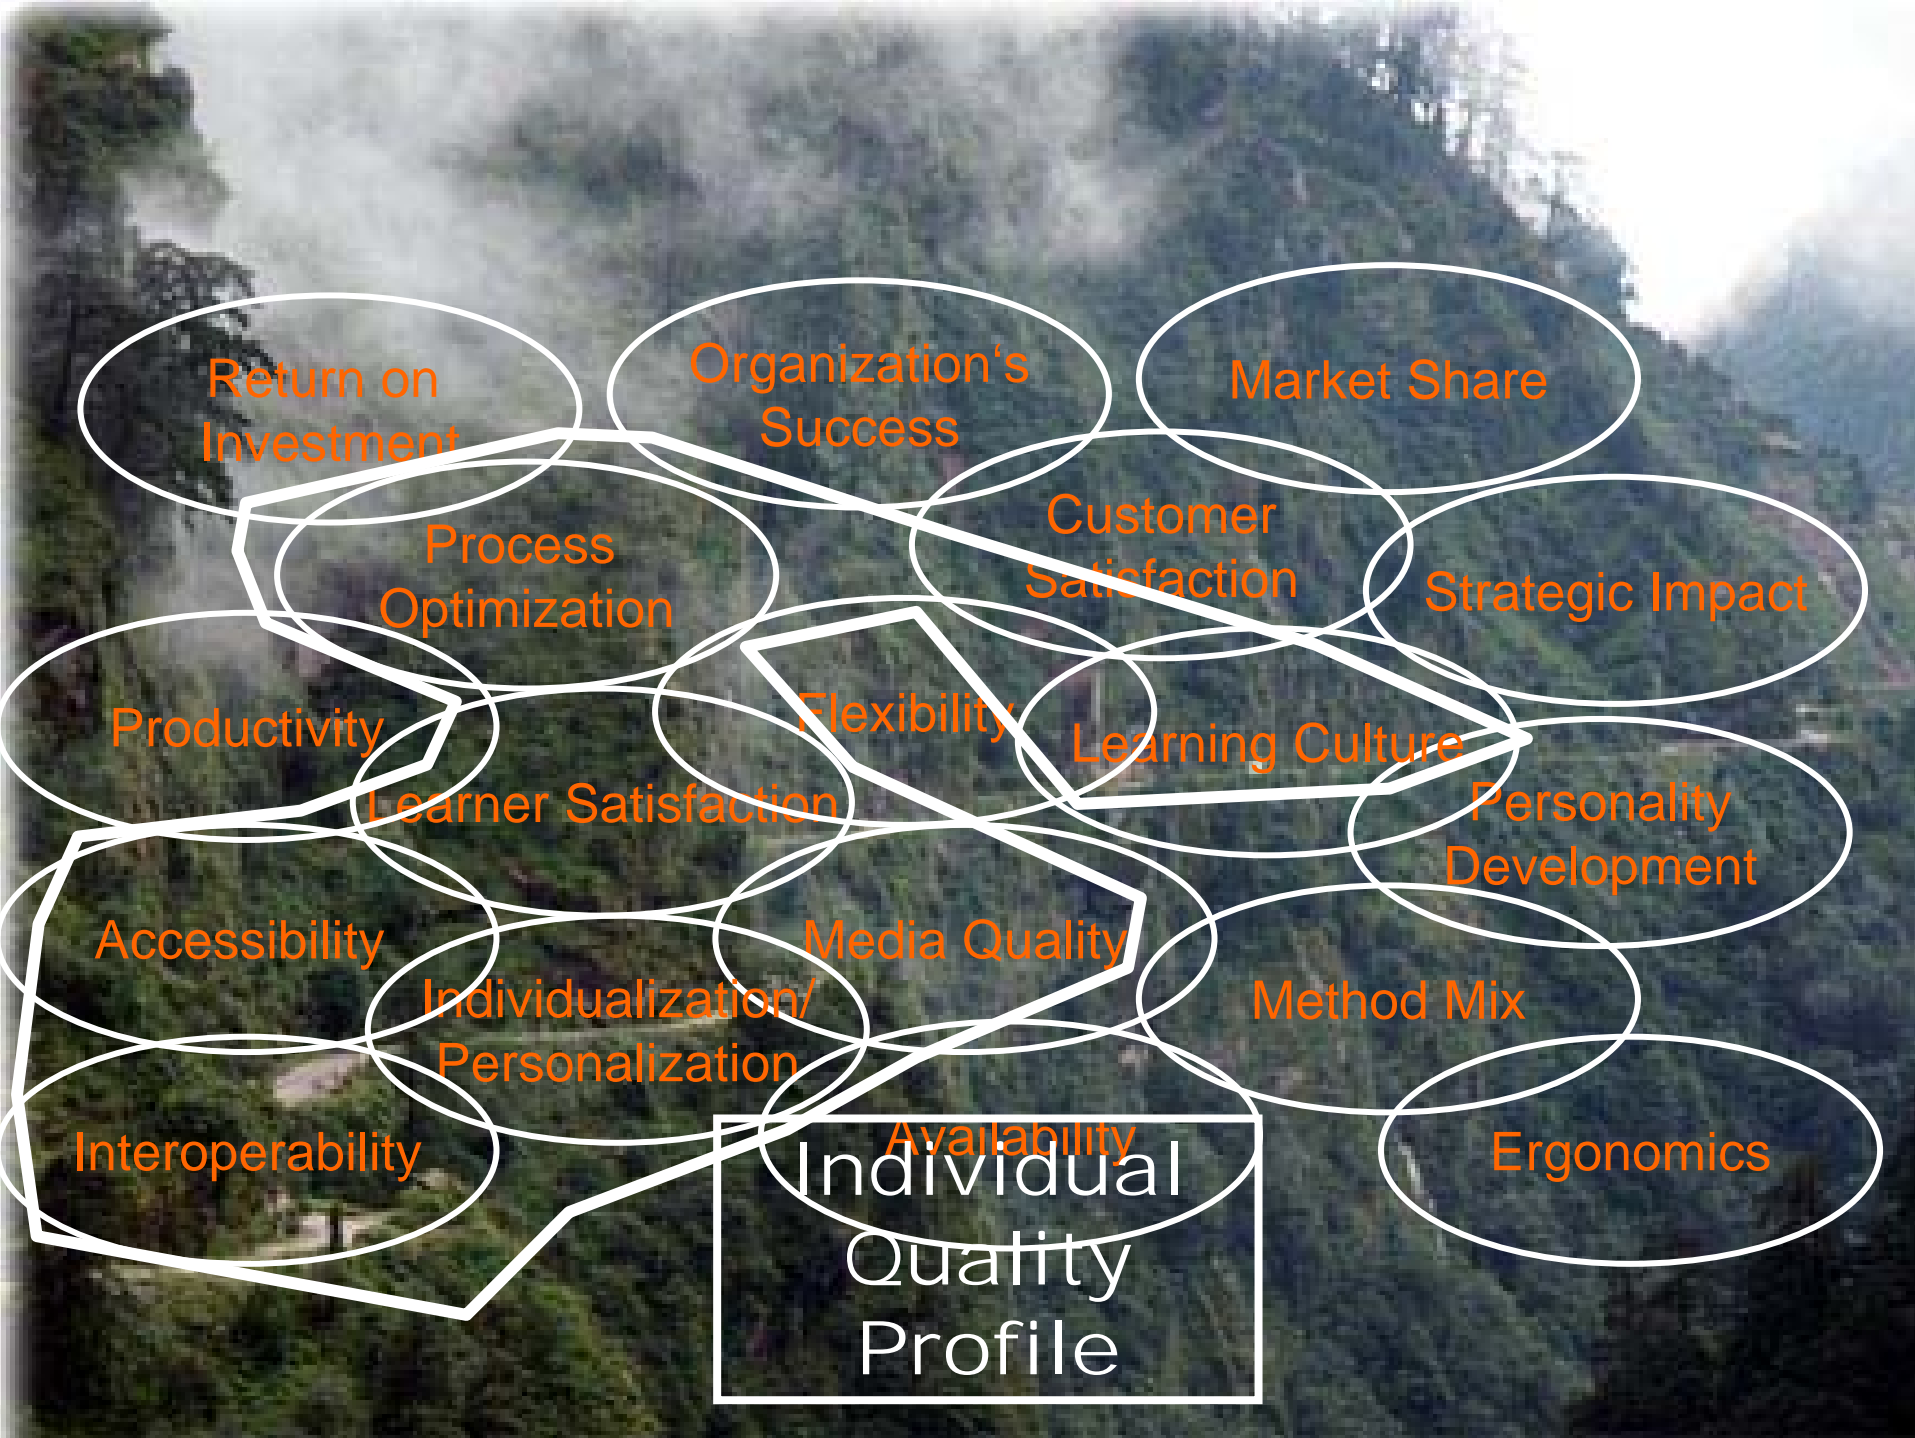 Return on
Investment
Organization‘s
Success
Market Share
Process
Optimization
Customer
Satisfaction
Strategic Impact
Productivity
Flexibility
Learning Culture
Learner Satisfaction
Personality
Development
Accessibility
Media Quality
Individualization/
Personalization
Method Mix
Interoperability
Availability
Ergonomics
Individual
Quality
Profile